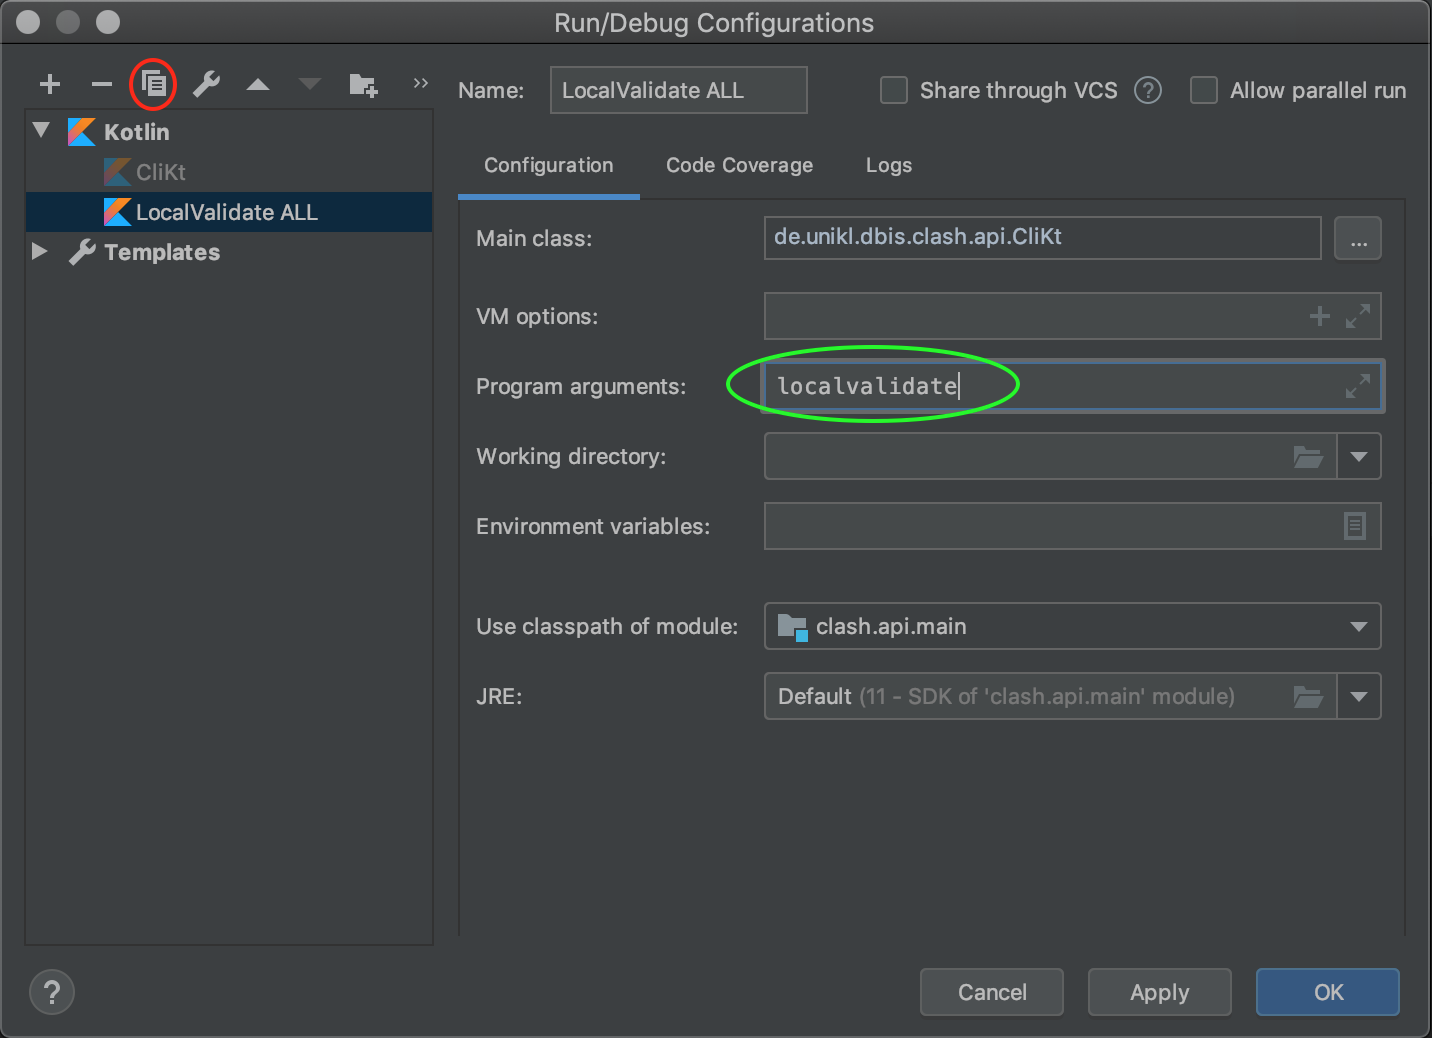 Run/Debug Configurations
Name: LocalValidate ALL
Share through VCS ?
Allow parallel run
Kotlin
CliKt
LocalValidate ALL
Templates
Configuration Code Coverage Logs
Main class: de.unikl.dbis.clash.api.CliKt ...
VM options:
Program arguments: localvalidate
Working directory:
Environment variables:
Use classpath of module: clash.api.main
JRE: Default (11 - SDK of 'clash.api.main' module)
? Cancel Apply OK